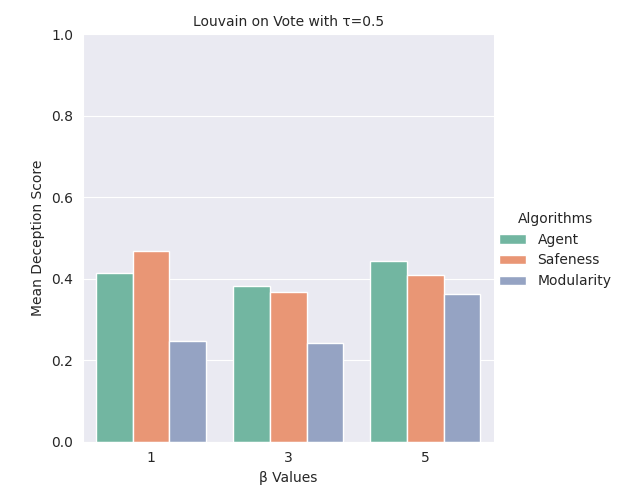 Louvain on Vote with τ=0.5
1.0
0.8
0.6
0.4
0.2
0.0
Mean Deception Score
1
3
5
β Values
Algorithms
Agent
Safeness
Modularity